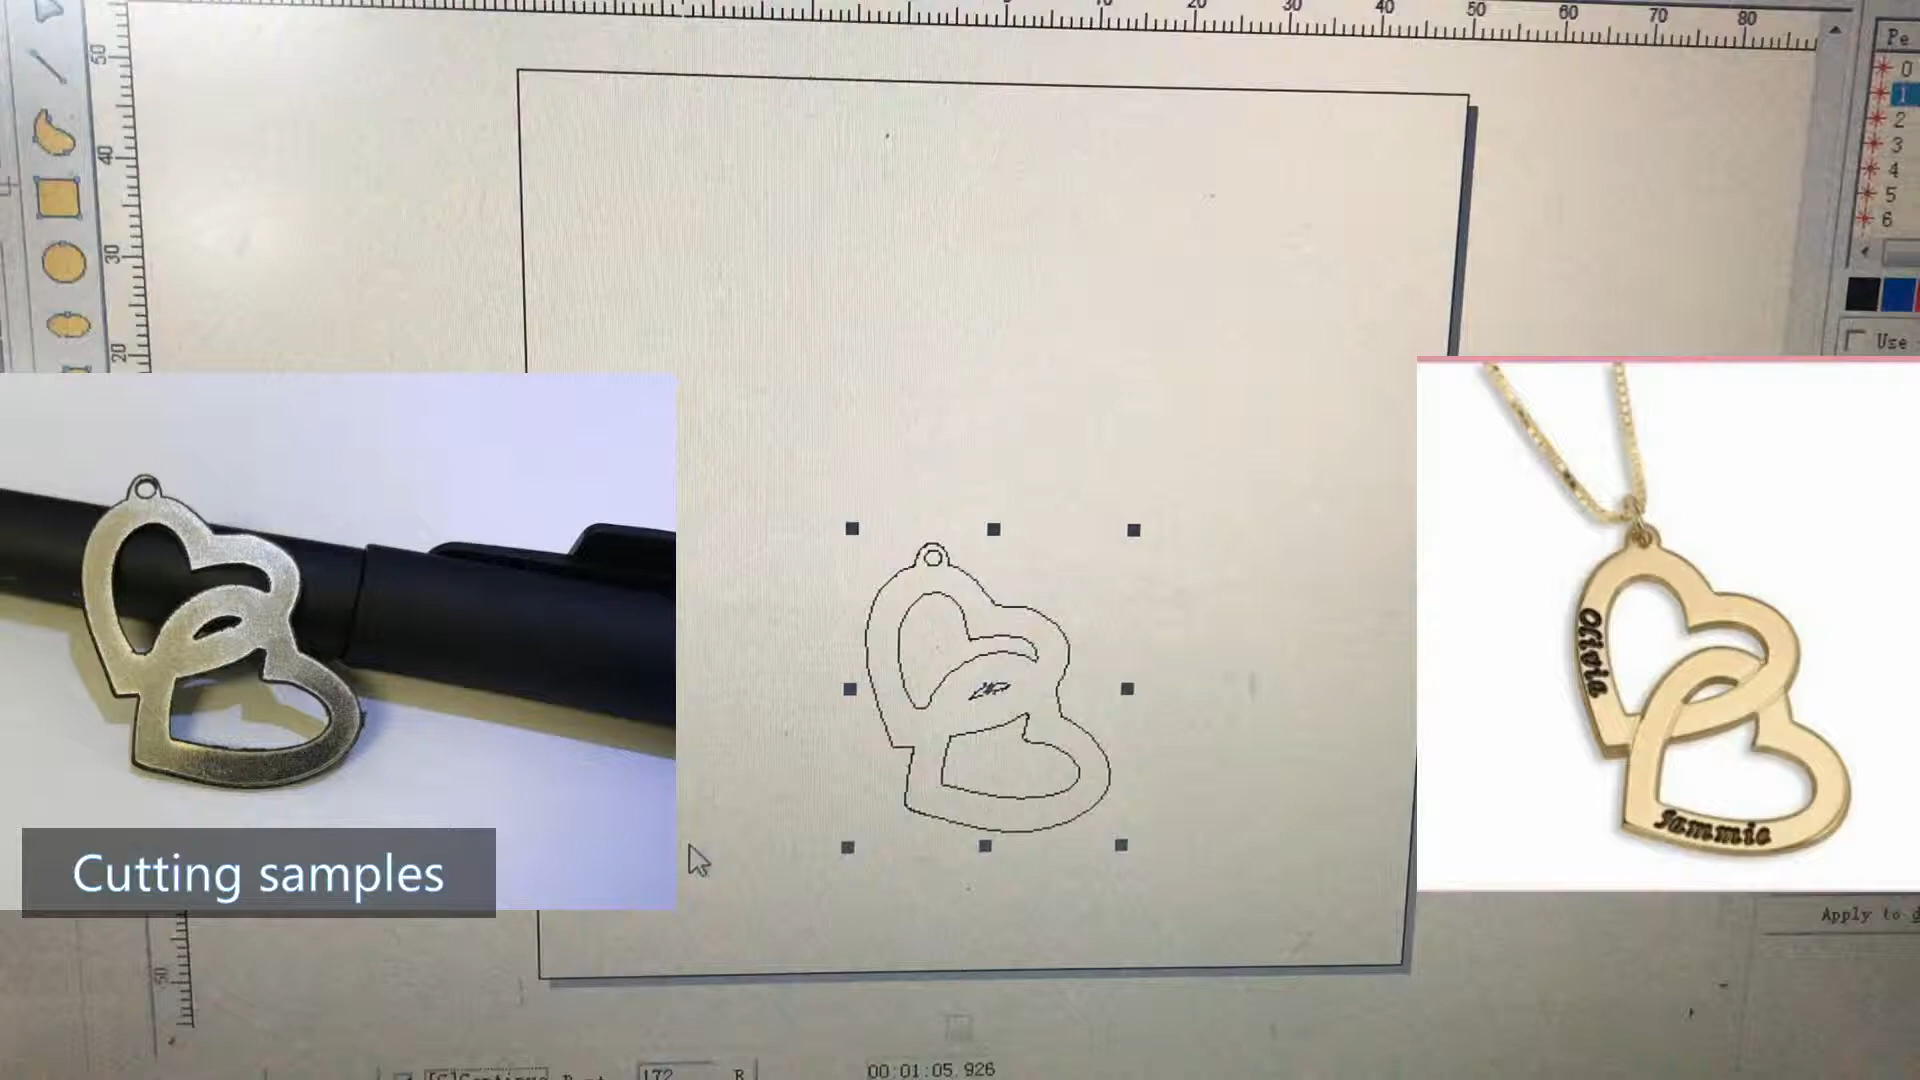 10 20 30 40 50 60 70 80
50
40
30
20
Pe
0
1
2
3
4
5
6
Use
Olivia
Sammie
Cutting samples
Apply to
50
172 R 00:01:05.926